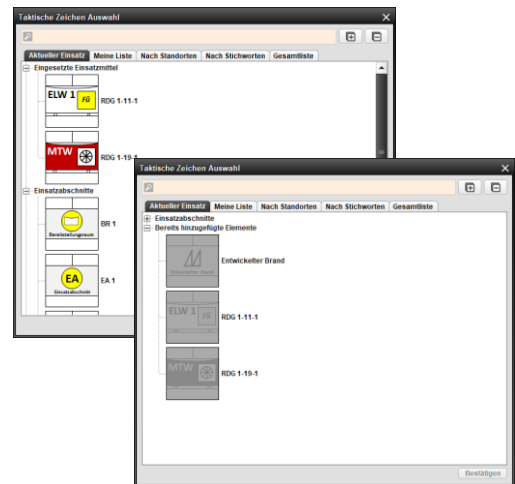 Taktische Zeichen Auswahl
Aktueller Einsatz Meine Liste Nach Standorten Nach Stichworten Gesamtliste
Eingesetzte Einsatzmittel
ELW 1 Fü RDG 1-11-1
MTW RDG 1-19-1
Einsatzabschnitte
Bereitstellungsraum BR 1
EA EA 1
Einsatzabschnitt
Taktische Zeichen Auswahl
Aktueller Einsatz Meine Liste Nach Standorten Nach Stichworten Gesamtliste
Einsatzabschnitte
Bereits hinzugefügte Elemente
Entwickelter Brand Entwickelter Brand
ELW 1 Fü RDG 1-11-1
MTW RDG 1-19-1
Bestätigen